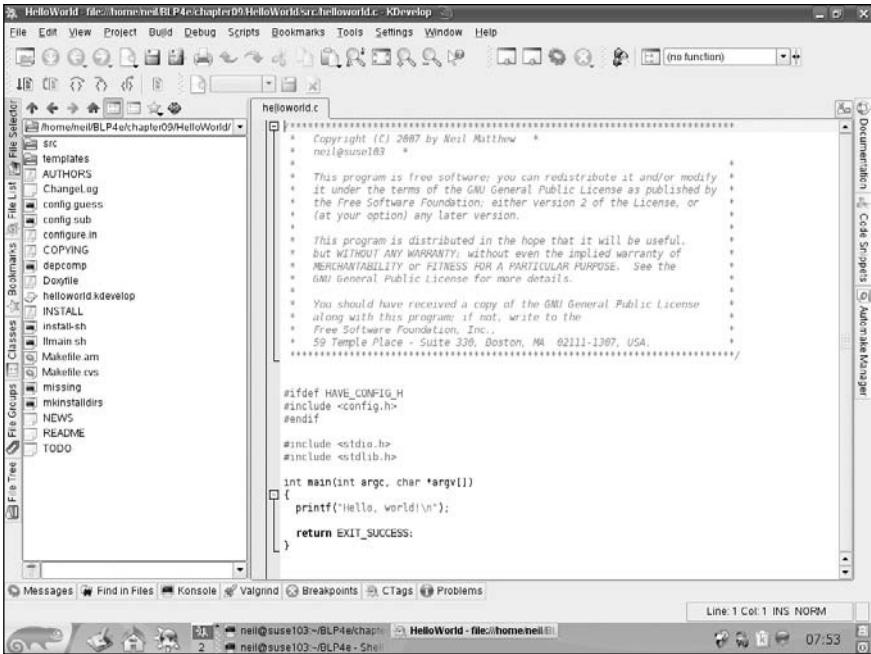 HelloWorld - file:///home/neil/BLP4e/chapter09/HelloWorld/src/helloworld.c - KDevelop
File Edit View Project Build Debug Scripts Bookmarks Tools Settings Window Help
(no function)
File Selector
File List
Bookmarks
Classes
File Groups
File Tree
/home/neil/BLP4e/chapter09/HelloWorld/
src
templates
AUTHORS
ChangeLog
config.guess
config.sub
configure.in
COPYING
depcomp
Doxyfile
helloworld.kdevelop
INSTALL
install-sh
ltmain.sh
Makefile.am
Makefile.cvs
missing
mkinstalldirs
NEWS
README
TODO
helloworld.c
/***************************************************************************
* Copyright (C) 2007 by Neil Matthew *
* neil@suse103 *
* *
* This program is free software; you can redistribute it and/or modify *
* it under the terms of the GNU General Public License as published by *
* the Free Software Foundation; either version 2 of the License, or *
* (at your option) any later version. *
* *
* This program is distributed in the hope that it will be useful, *
* but WITHOUT ANY WARRANTY; without even the implied warranty of *
* MERCHANTABILITY or FITNESS FOR A PARTICULAR PURPOSE. See the *
* GNU General Public License for more details. *
* *
* You should have received a copy of the GNU General Public License *
* along with this program; if not, write to the *
* Free Software Foundation, Inc., *
* 59 Temple Place - Suite 330, Boston, MA 02111-1307, USA. *
***************************************************************************/
#ifdef HAVE_CONFIG_H
#include <config.h>
#endif
#include <stdio.h>
#include <stdlib.h>
int main(int argc, char *argv[])
{
printf("Hello, world!\n");
return EXIT_SUCCESS;
}
Documentation
Code Snippets
Automake Manager
Messages Find in Files Konsole Valgrind Breakpoints CTags Problems
Line: 1 Col: 1 INS NORM
2
neil@suse103:~/BLP4e/chapte
neil@suse103:~/BLP4e - Shell
HelloWorld - file:///home/neil/BL
07:53